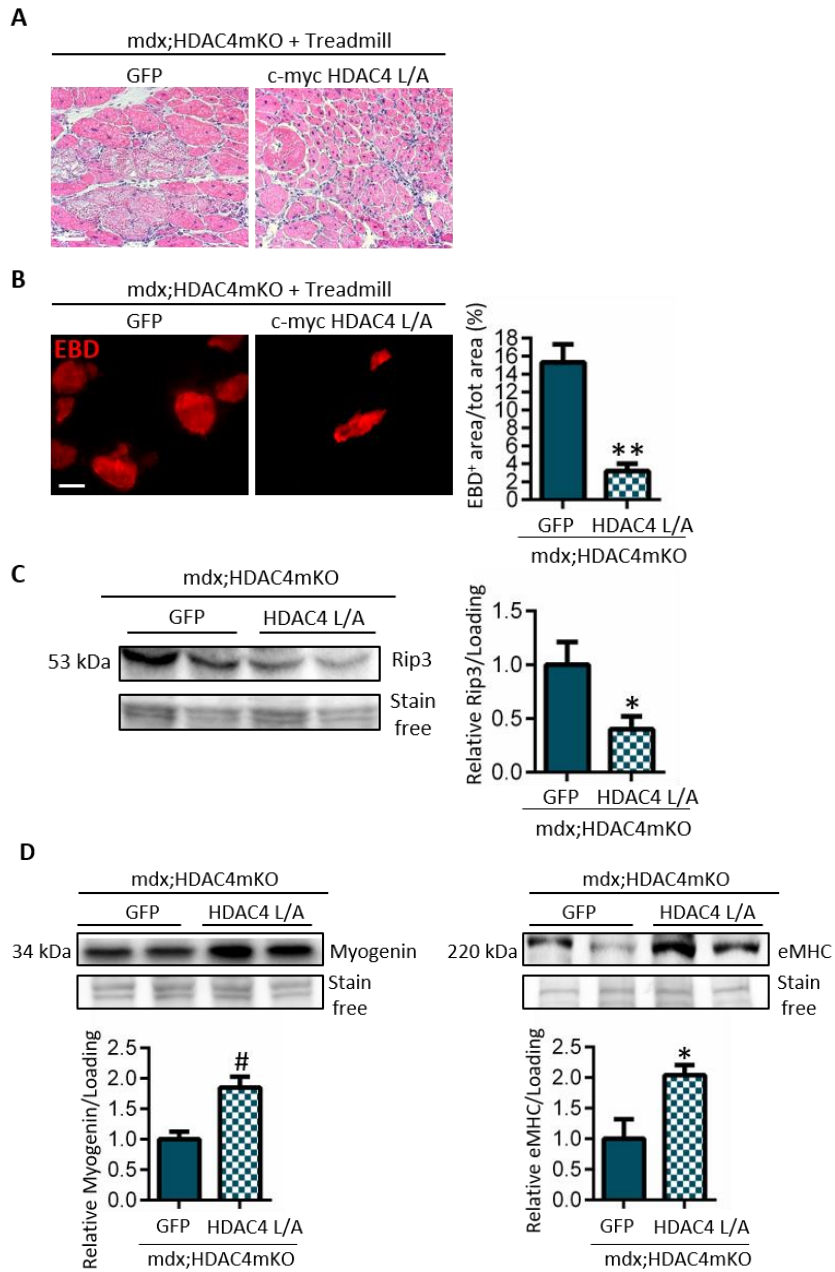 A
mdx;HDAC4mKO + Treadmill
GFP
c-myc HDAC4 L/A
B
mdx;HDAC4mKO + Treadmill
GFP
c-myc HDAC4 L/A
EBD
EBD⁺ area/tot area (%)
18
16
14
12
10
8
6
4
2
0
**
GFP
HDAC4 L/A
mdx;HDAC4mKO
C
mdx;HDAC4mKO
GFP
HDAC4 L/A
53 kDa
Rip3
Stain
free
Relative Rip3/Loading
1.5
1.0
0.5
0.0
*
GFP
HDAC4 L/A
mdx;HDAC4mKO
D
mdx;HDAC4mKO
GFP
HDAC4 L/A
34 kDa
Myogenin
Stain
free
Relative Myogenin/Loading
2.5
2.0
1.5
1.0
0.5
0.0
#
GFP
HDAC4 L/A
mdx;HDAC4mKO
mdx;HDAC4mKO
GFP
HDAC4 L/A
220 kDa
eMHC
Stain
free
Relative eMHC/Loading
2.5
2.0
1.5
1.0
0.5
0.0
*
GFP
HDAC4 L/A
mdx;HDAC4mKO